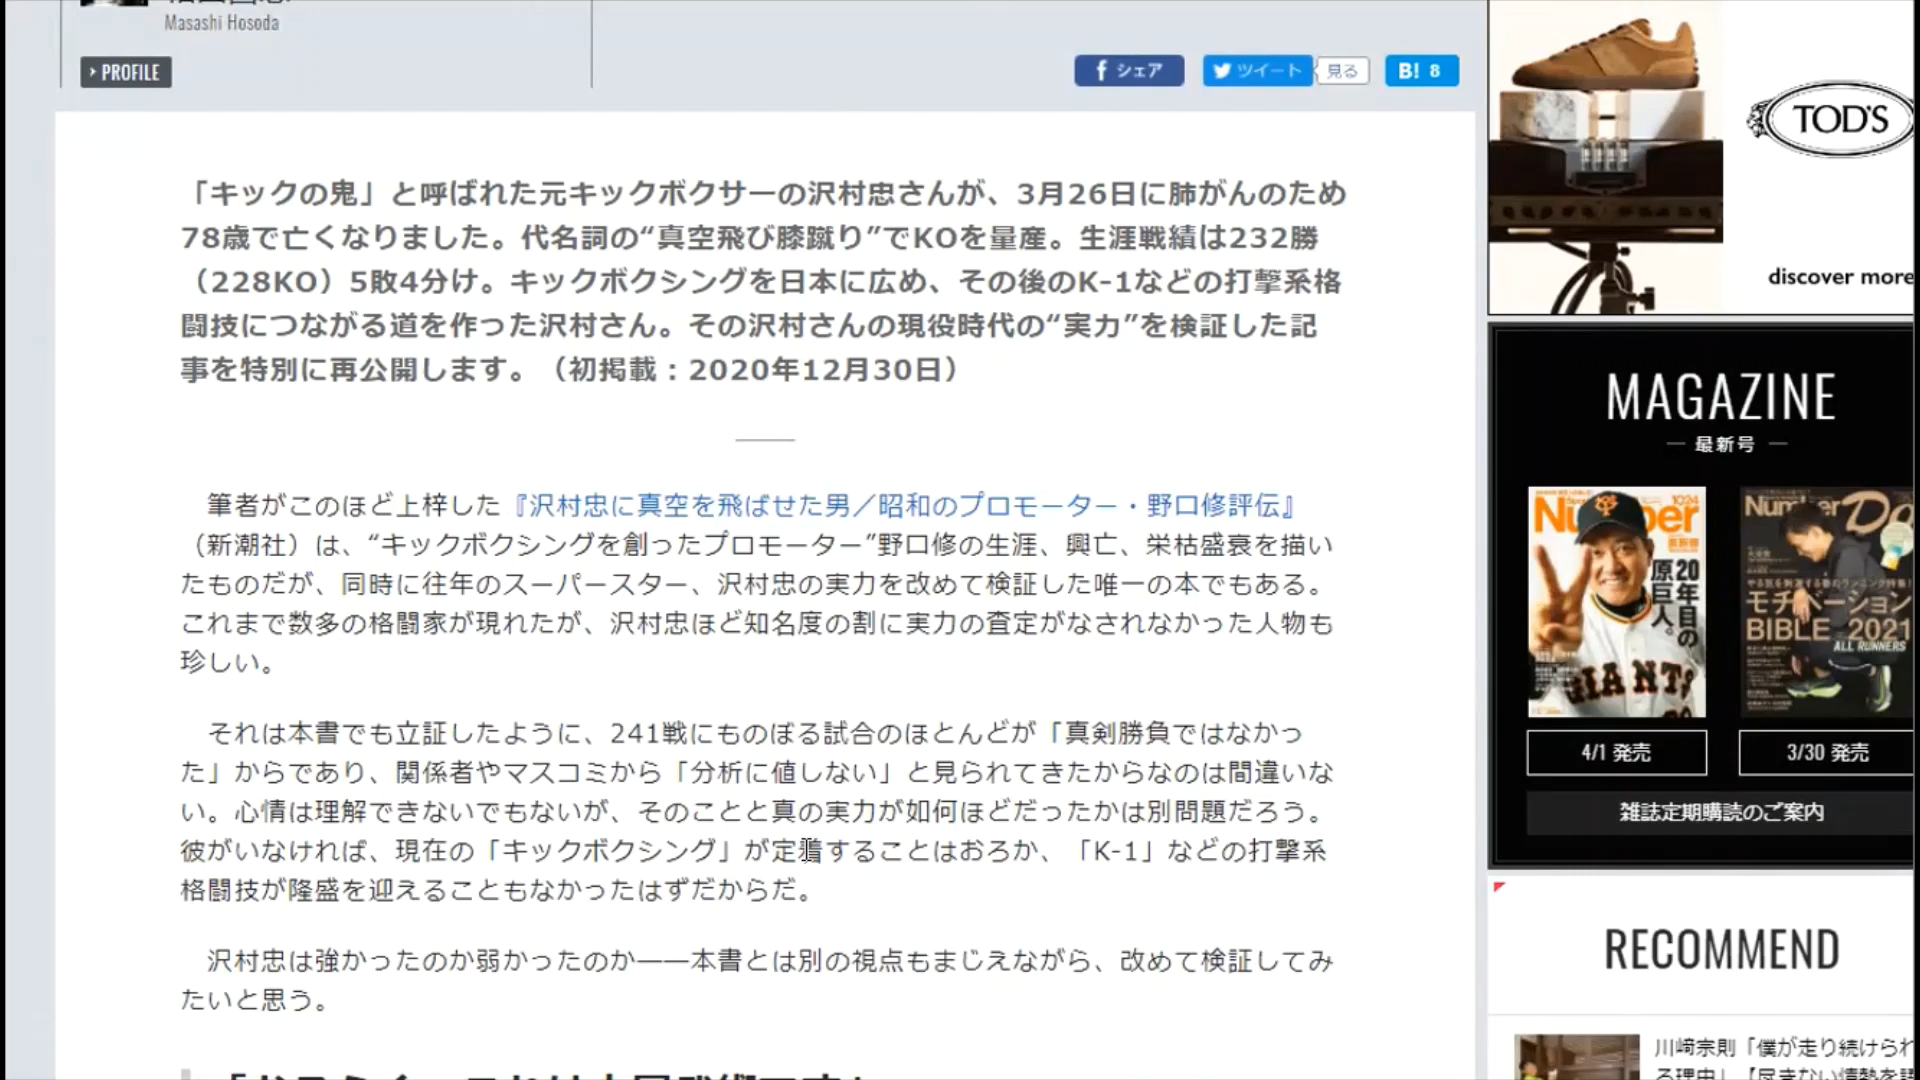 Masashi Hosoda
PROFILE
シェア
ツイート
見る
B! 8
「キックの鬼」と呼ばれた元キックボクサーの沢村忠さんが、3月26日に肺がんのため
78歳で亡くなりました。代名詞の“真空飛び膝蹴り”でKOを量産。生涯戦績は232勝
（228KO）5敗4分け。キックボクシングを日本に広め、その後のK-1などの打撃系格
闘技につながる道を作った沢村さん。その沢村さんの現役時代の“実力”を検証した記
事を特別に再公開します。（初掲載：2020年12月30日）
筆者がこのほど上梓した『沢村忠に真空を飛ばせた男／昭和のプロモーター・野口修評伝』
（新潮社）は、“キックボクシングを創ったプロモーター”野口修の生涯、興亡、栄枯盛衰を描い
たものだが、同時に往年のスーパースター、沢村忠の実力を改めて検証した唯一の本でもある。
これまで数多の格闘家が現れたが、沢村忠ほど知名度の割に実力の査定がなされなかった人物も
珍しい。
それは本書でも立証したように、241戦にものぼる試合のほとんどが「真剣勝負ではなかっ
た」からであり、関係者やマスコミから「分析に値しない」と見られてきたからなのは間違いな
い。心情は理解できないでもないが、そのことと真の実力が如何ほどだったかは別問題だろう。
彼がいなければ、現在の「キックボクシング」が定着することはおろか、「K-1」などの打撃系
格闘技が隆盛を迎えることもなかったはずだからだ。
沢村忠は強かったのか弱かったのか――本書とは別の視点もまじえながら、改めて検証してみ
たいと思う。
TOD'S
discover more
MAGAZINE
最新号
Number
1024
20年目の
原巨人。
GIANTS
4/1 発売
Number Do
モチベーション
BIBLE 2021
ALL RUNNERS
3/30 発売
雑誌定期購読のご案内
RECOMMEND
川﨑宗則「僕が走り続けられ